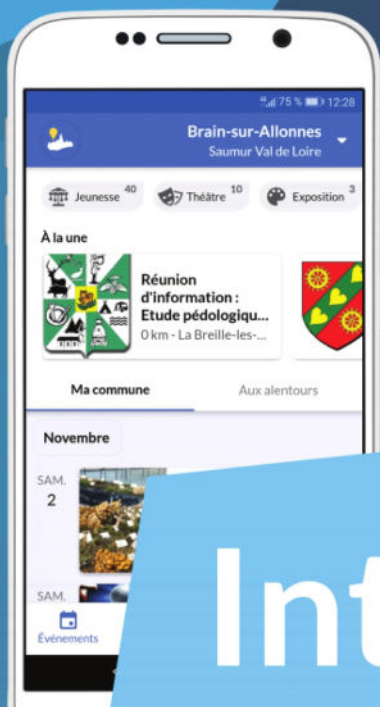 4G 75 % 12:28
Brain-sur-Allonnes
Saumur Val de Loire
Jeunesse 40 Théâtre 10 Exposition 3
À la une
Réunion
d'information :
Etude pédologiqu...
0 km - La Breille-les-...
Ma commune Aux alentours
Novembre
SAM.
2
SAM.
Événements
Int